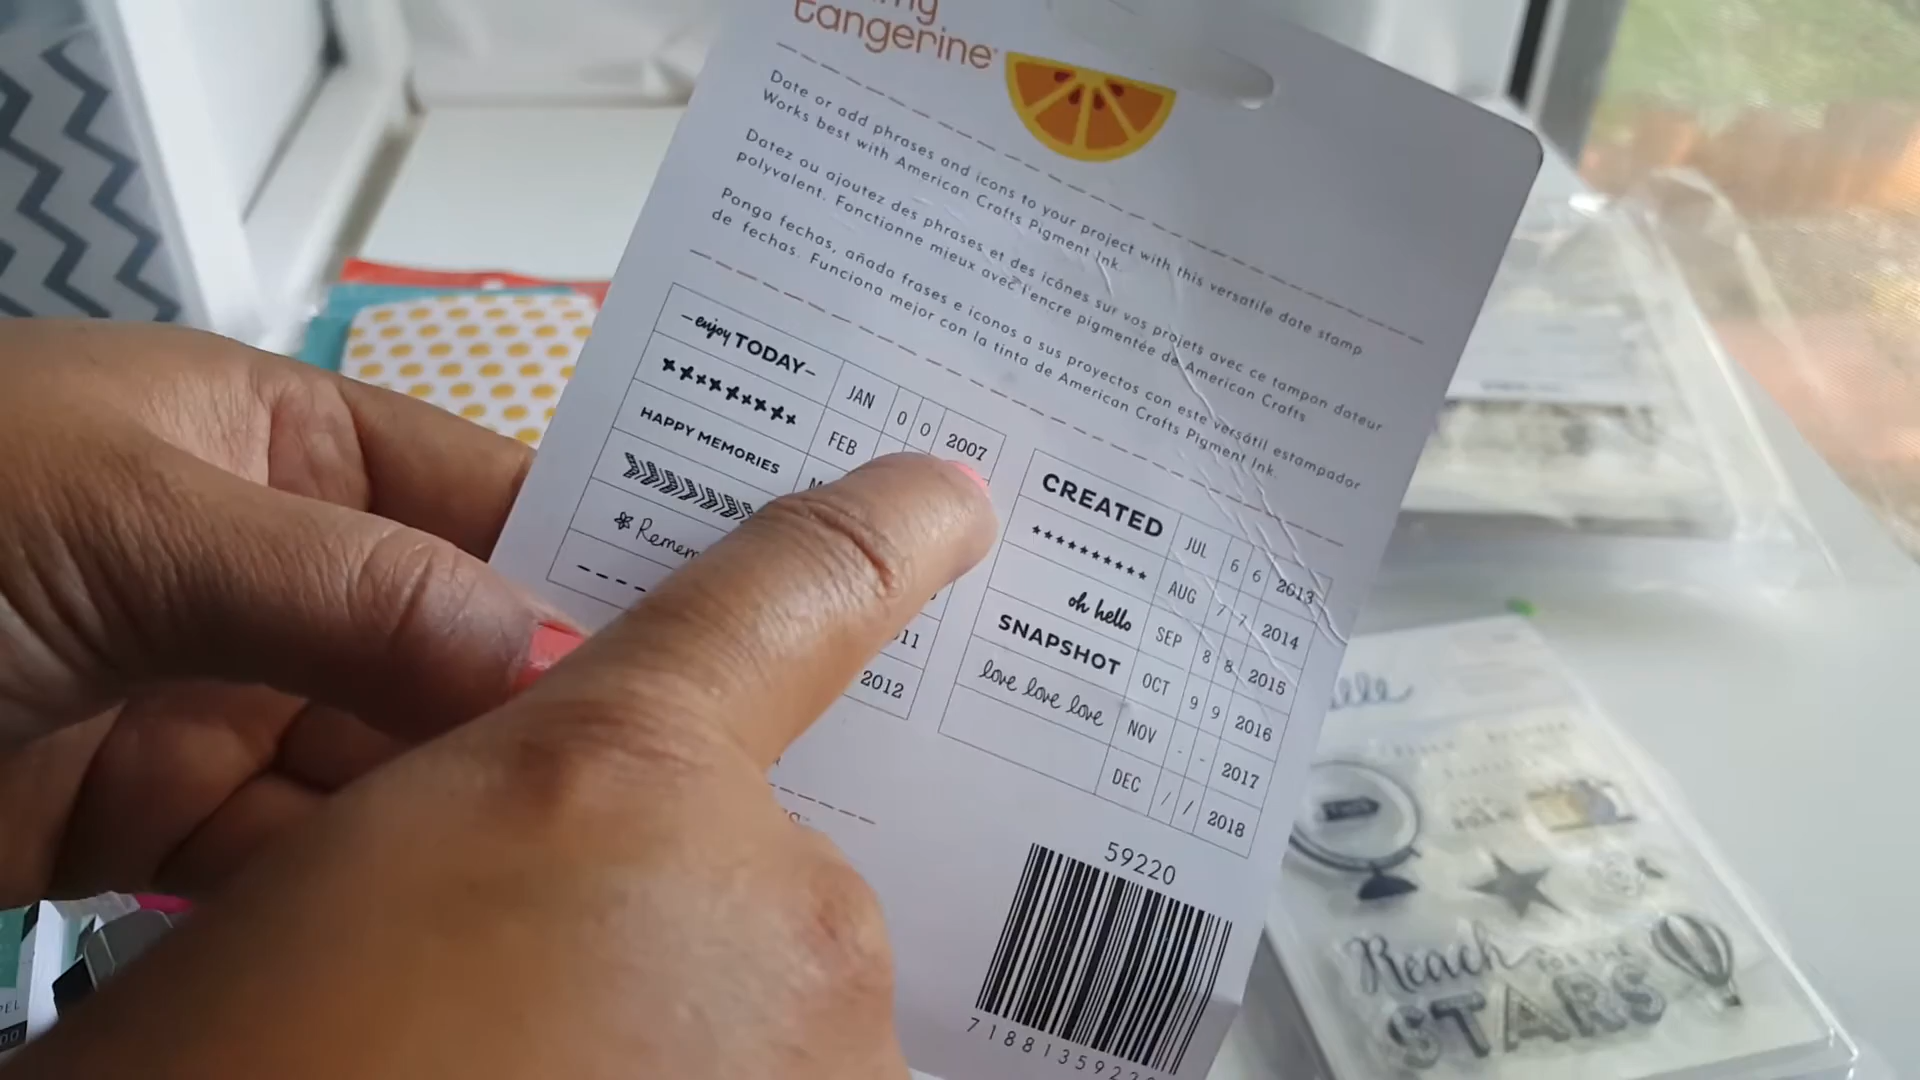 tangerine
Date or add phrases and icons to your project with this versatile date stamp
Works best with American Crafts Pigment Ink.
Datez ou ajoutez des phrases et des icônes sur vos projets avec ce tampon dateur
polyvalent. Fonctionne mieux avec l'encre pigmentée de American Crafts
Ponga fechas, añada frases e iconos a sus proyectos con este versátil estampador
de fechas. Funciona mejor con la tinta de American Crafts Pigment Ink.
-enjoy TODAY- JAN 0 0 2007
FEB
HAPPY MEMORIES
2012
CREATED JUL 6 6 2013
AUG 7 7 2014
oh hello SEP 8 8 2015
SNAPSHOT OCT 9 9 2016
love love love NOV - - 2017
DEC / / 2018
59220
Reach
FOR THE
STARS